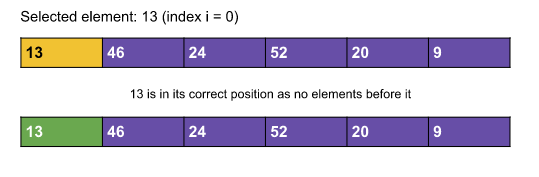 Selected element: 13 (index i = 0)
13 46 24 52 20 9
13 is in its correct position as no elements before it
13 46 24 52 20 9